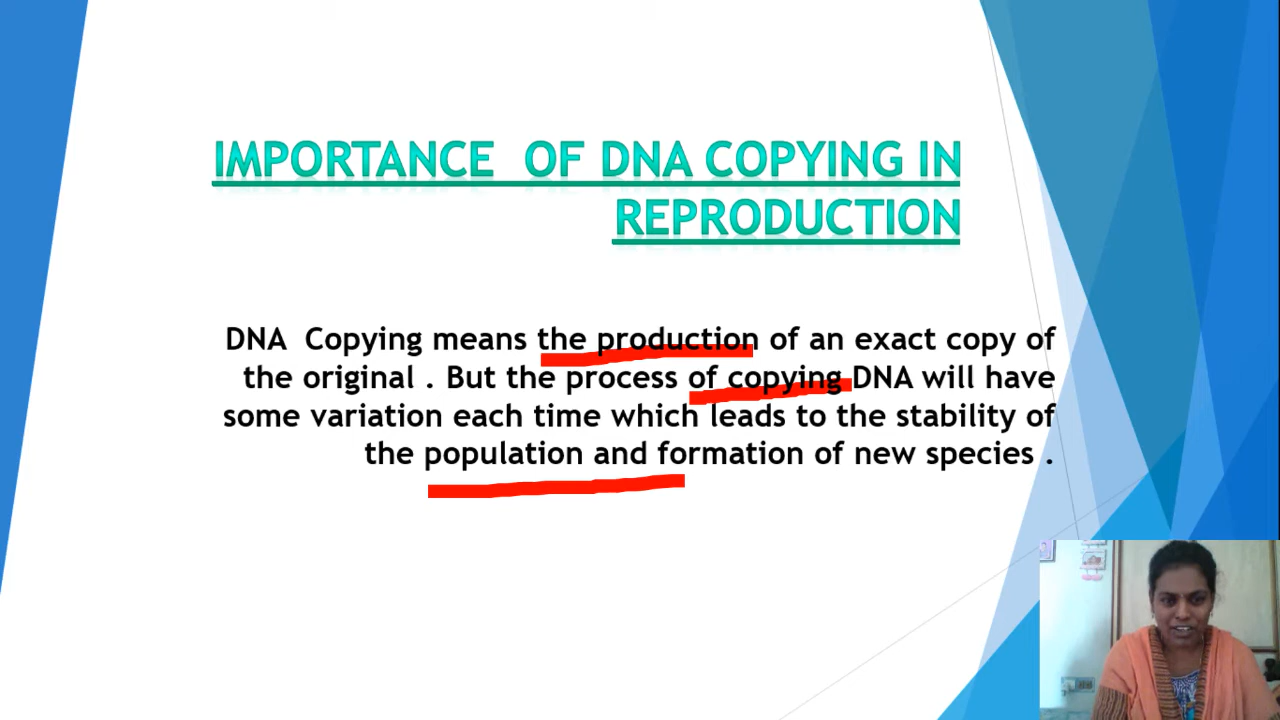 IMPORTANCE OF DNA COPYING IN
REPRODUCTION
DNA Copying means the production of an exact copy of
the original . But the process of copying DNA will have
some variation each time which leads to the stability of
the population and formation of new species .